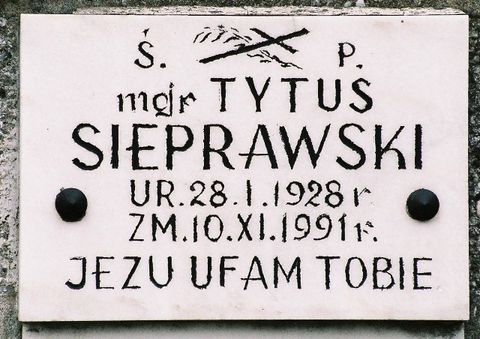 Ś. P.
mgr TYTUS
SIEPRAWSKI
UR. 28.I.1928 r
ZM.10.XI.1991 r.
JEZU UFAM TOBIE